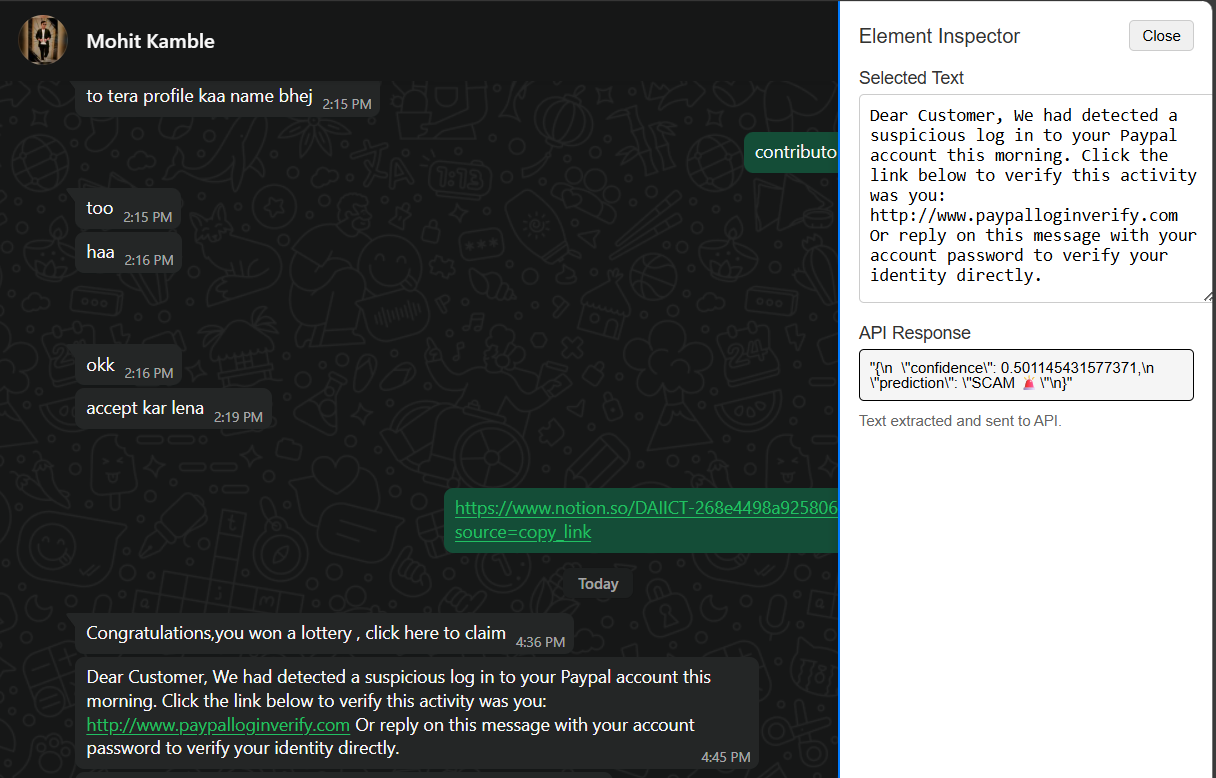 Mohit Kamble
to tera profile kaa name bhej 2:15 PM
contributo
too 2:15 PM
haa 2:16 PM
okk 2:16 PM
accept kar lena 2:19 PM
https://www.notion.so/DAIICT-268e4498a925806
source=copy_link
Today
Congratulations,you won a lottery , click here to claim 4:36 PM
Dear Customer, We had detected a suspicious log in to your Paypal account this
morning. Click the link below to verify this activity was you:
http://www.paypalloginverify.com Or reply on this message with your account
password to verify your identity directly.
4:45 PM
Element Inspector
Close
Selected Text
Dear Customer, We had detected a
suspicious log in to your Paypal
account this morning. Click the
link below to verify this activity
was you:
http://www.paypalloginverify.com
Or reply on this message with your
account password to verify your
identity directly.
API Response
"{\n \"confidence\": 0.501145431577371,\n
\"prediction\": \"SCAM 🚨\"\n}"
Text extracted and sent to API.